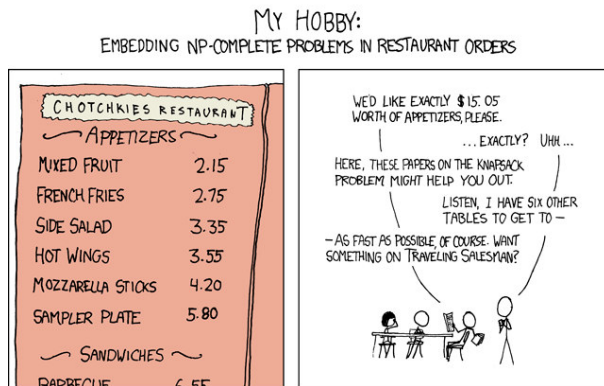 MY HOBBY:
EMBEDDING NP-COMPLETE PROBLEMS IN RESTAURANT ORDERS
CHOTCHKIES RESTAURANT
APPETIZERS
MIXED FRUIT 2.15
FRENCH FRIES 2.75
SIDE SALAD 3.35
HOT WINGS 3.55
MOZZARELLA STICKS 4.20
SAMPLER PLATE 5.80
SANDWICHES
BARBECUE 6.55
WE'D LIKE EXACTLY $15.05
WORTH OF APPETIZERS, PLEASE.
...EXACTLY? UHH...
HERE, THESE PAPERS ON THE KNAPSACK
PROBLEM MIGHT HELP YOU OUT.
LISTEN, I HAVE SIX OTHER
TABLES TO GET TO —
—AS FAST AS POSSIBLE, OF COURSE. WANT
SOMETHING ON TRAVELING SALESMAN?